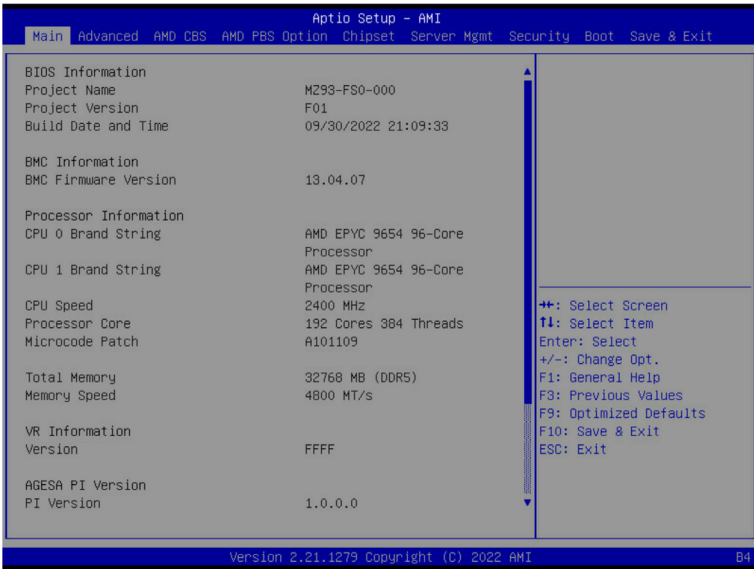 Aptio Setup – AMI
Main Advanced AMD CBS AMD PBS Option Chipset Server Mgmt Security Boot Save & Exit
BIOS Information
Project Name MZ93-FS0-000
Project Version F01
Build Date and Time 09/30/2022 21:09:33
BMC Information
BMC Firmware Version 13.04.07
Processor Information
CPU 0 Brand String AMD EPYC 9654 96-Core
Processor
CPU 1 Brand String AMD EPYC 9654 96-Core
Processor
CPU Speed 2400 MHz
Processor Core 192 Cores 384 Threads
Microcode Patch A101109
Total Memory 32768 MB (DDR5)
Memory Speed 4800 MT/s
VR Information
Version FFFF
AGESA PI Version
PI Version 1.0.0.0
→←: Select Screen
↑↓: Select Item
Enter: Select
+/-: Change Opt.
F1: General Help
F3: Previous Values
F9: Optimized Defaults
F10: Save & Exit
ESC: Exit
Version 2.21.1279 Copyright (C) 2022 AMI
B4